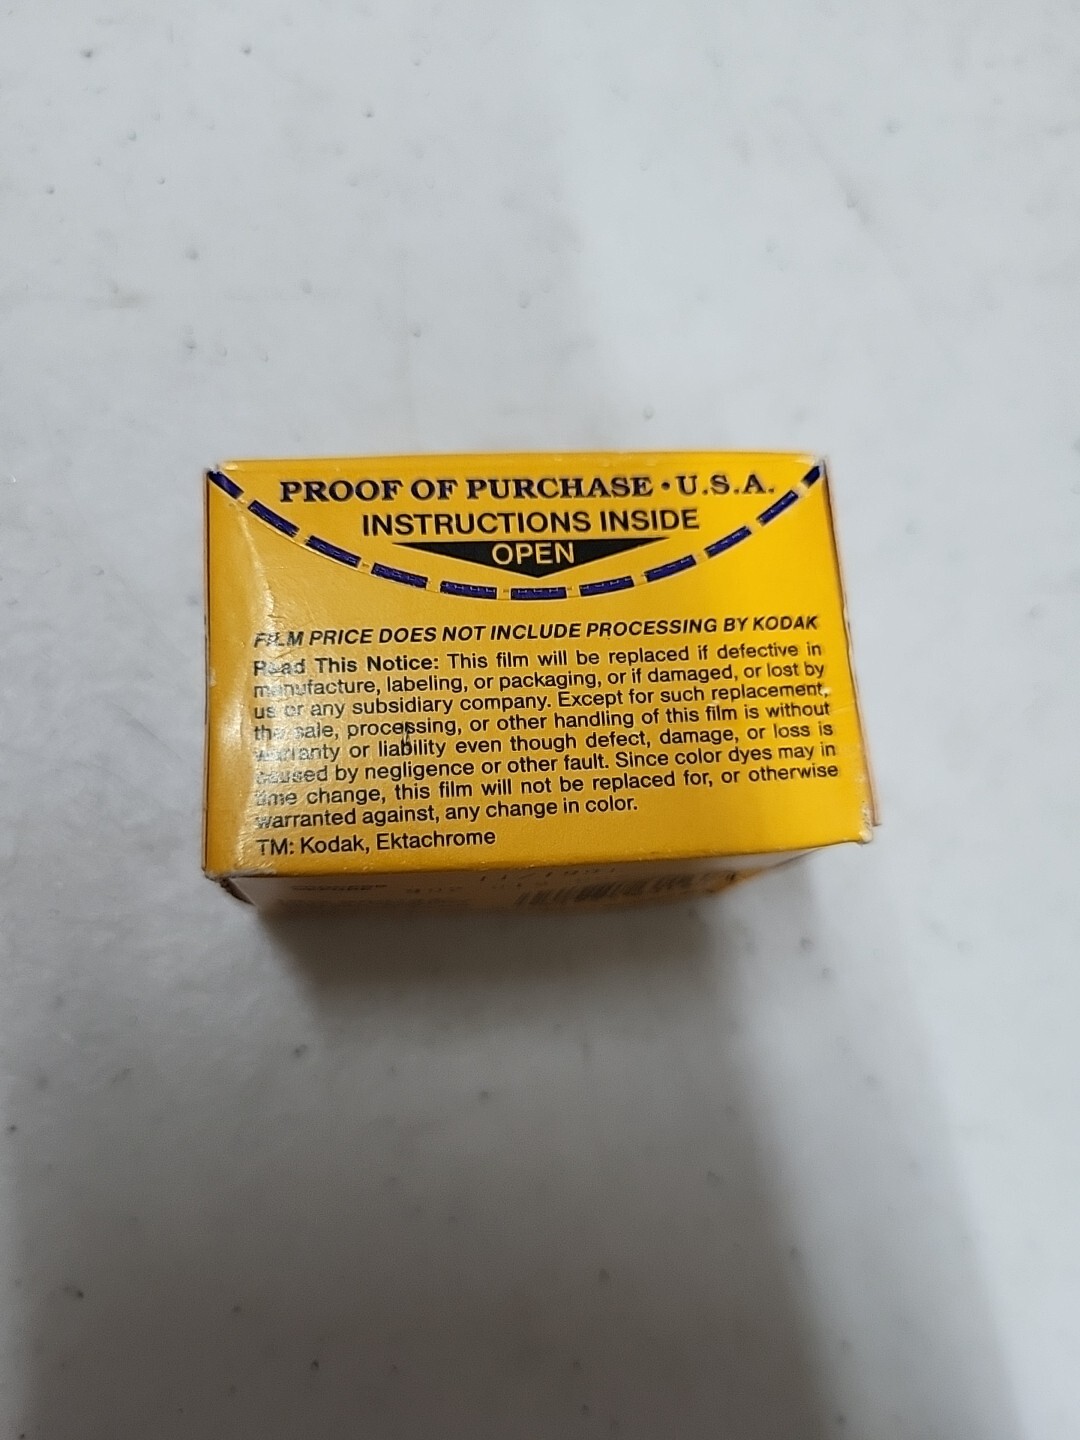 PROOF OF PURCHASE • U.S.A.
INSTRUCTIONS INSIDE
OPEN
FILM PRICE DOES NOT INCLUDE PROCESSING BY KODAK
Read This Notice: This film will be replaced if defective in
manufacture, labeling, or packaging, or if damaged, or lost by
us or any subsidiary company. Except for such replacement,
the sale, processing, or other handling of this film is without
warranty or liability even though defect, damage, or loss is
caused by negligence or other fault. Since color dyes may in
time change, this film will not be replaced for, or otherwise
warranted against, any change in color.
TM: Kodak, Ektachrome